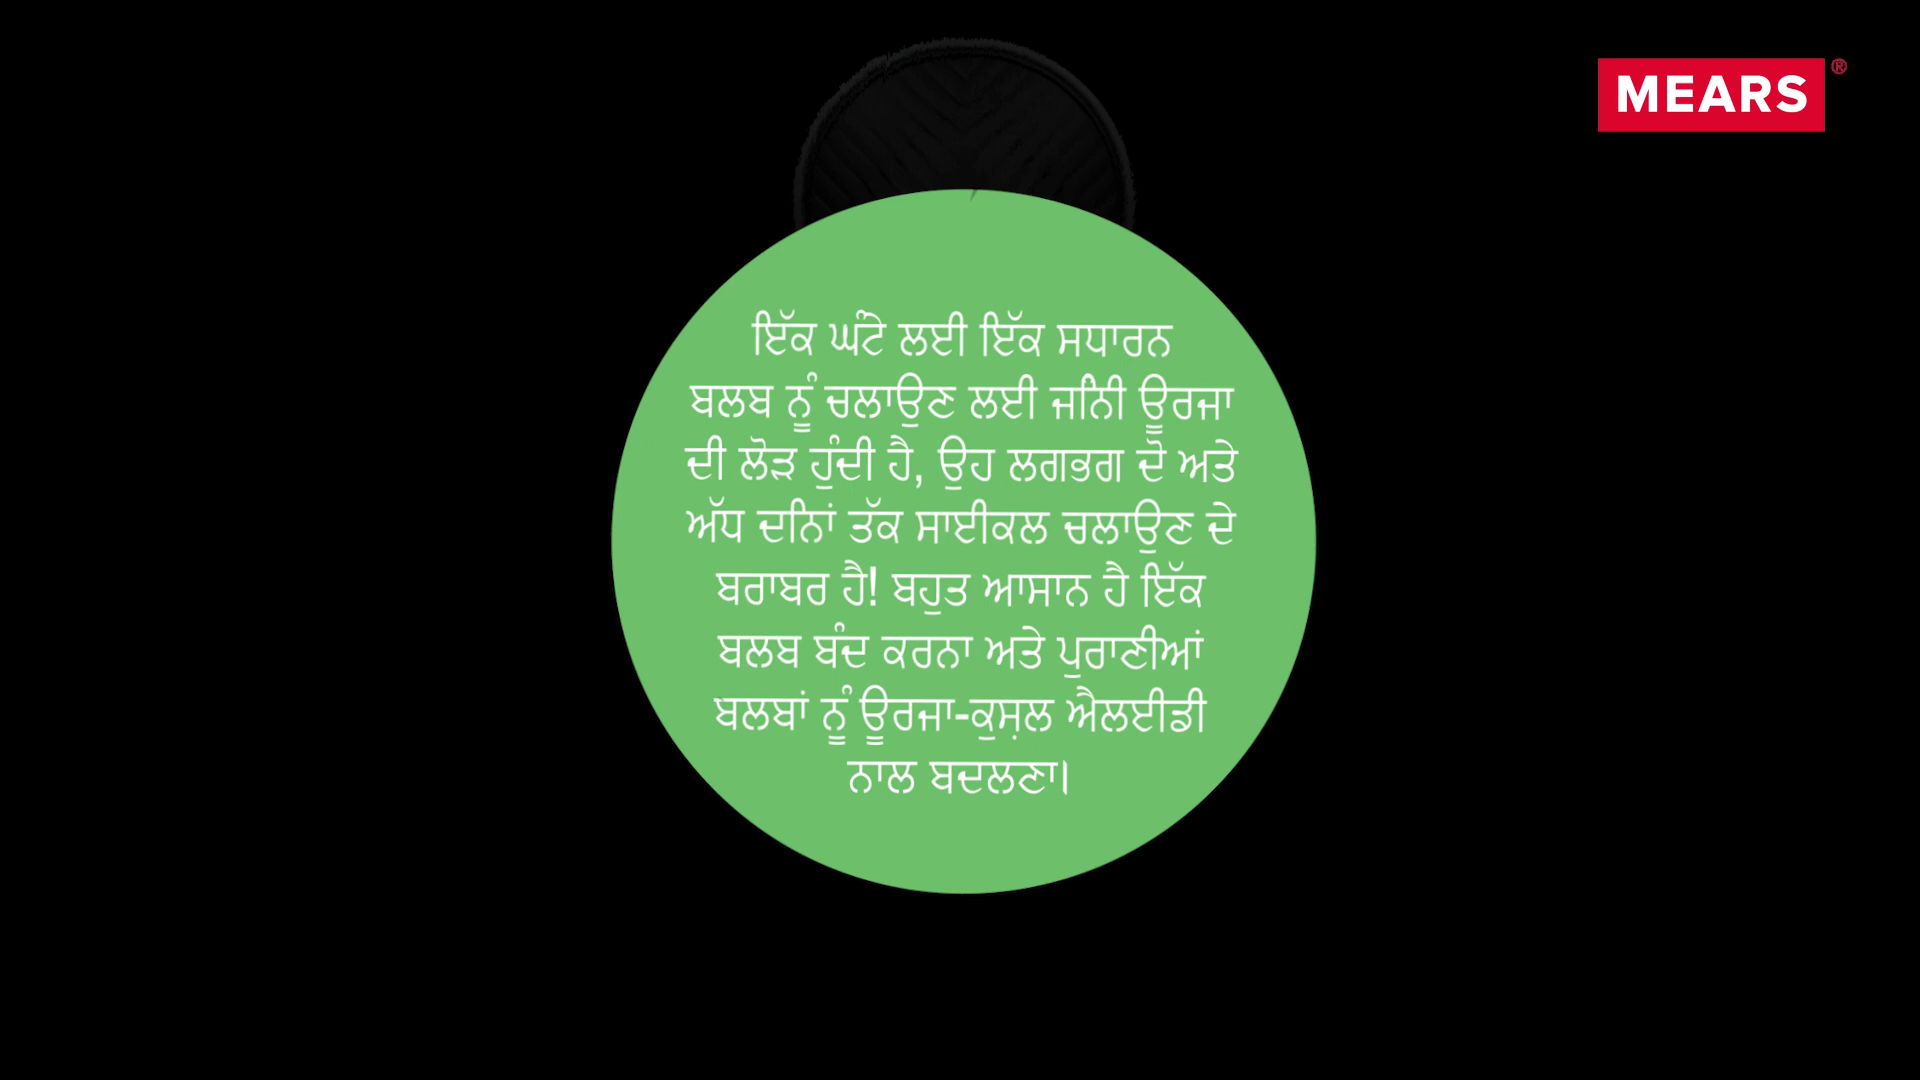 MEARS®
ਇੱਕ ਘੰਟੇ ਲਈ ਇੱਕ ਸਧਾਰਨ
ਬਲਬ ਨੂੰ ਚਲਾਉਣ ਲਈ ਜਿੰਨੀ ਊਰਜਾ
ਦੀ ਲੋੜ ਹੁੰਦੀ ਹੈ, ਉਹ ਲਗਭਗ ਦੋ ਅਤੇ
ਅੱਧ ਦਿਨਾਂ ਤੱਕ ਸਾਈਕਲ ਚਲਾਉਣ ਦੇ
ਬਰਾਬਰ ਹੈ! ਬਹੁਤ ਆਸਾਨ ਹੈ ਇੱਕ
ਬਲਬ ਬੰਦ ਕਰਨਾ ਅਤੇ ਪੁਰਾਣੀਆਂ
ਬਲਬਾਂ ਨੂੰ ਊਰਜਾ-ਕੁਸ਼ਲ ਐਲਈਡੀ
ਨਾਲ ਬਦਲਣਾ।